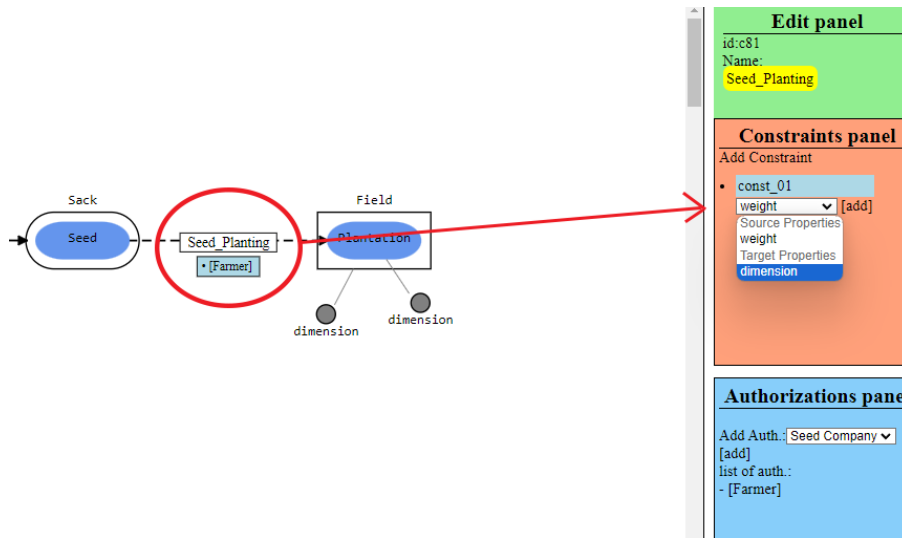 Sack
Seed
Seed_Planting
• [Farmer]
Field
Plantation
dimension
dimension
Edit panel
id:c81
Name:
Seed_Planting
Constraints panel
Add Constraint
• const_01
weight [add]
Source Properties
weight
Target Properties
dimension
Authorizations pane
Add Auth.: Seed Company
[add]
list of auth.:
- [Farmer]